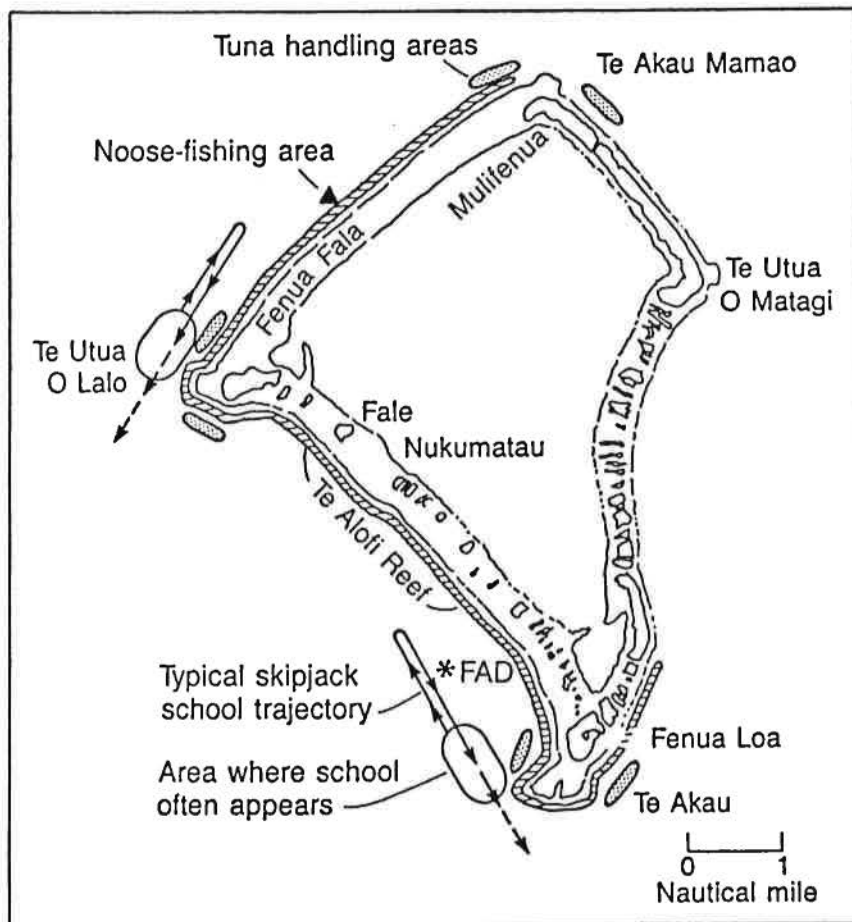 Tuna handling areas
Te Akau Mamao
Noose-fishing area
Mulifenua
Fenua Fala
Te Utua
O Matagi
Te Utua
O Lalo
Fale
Nukumatau
Te Alofi Reef
*FAD
Typical skipjack
school trajectory
Fenua Loa
Area where school
often appears
Te Akau
0 1
Nautical mile